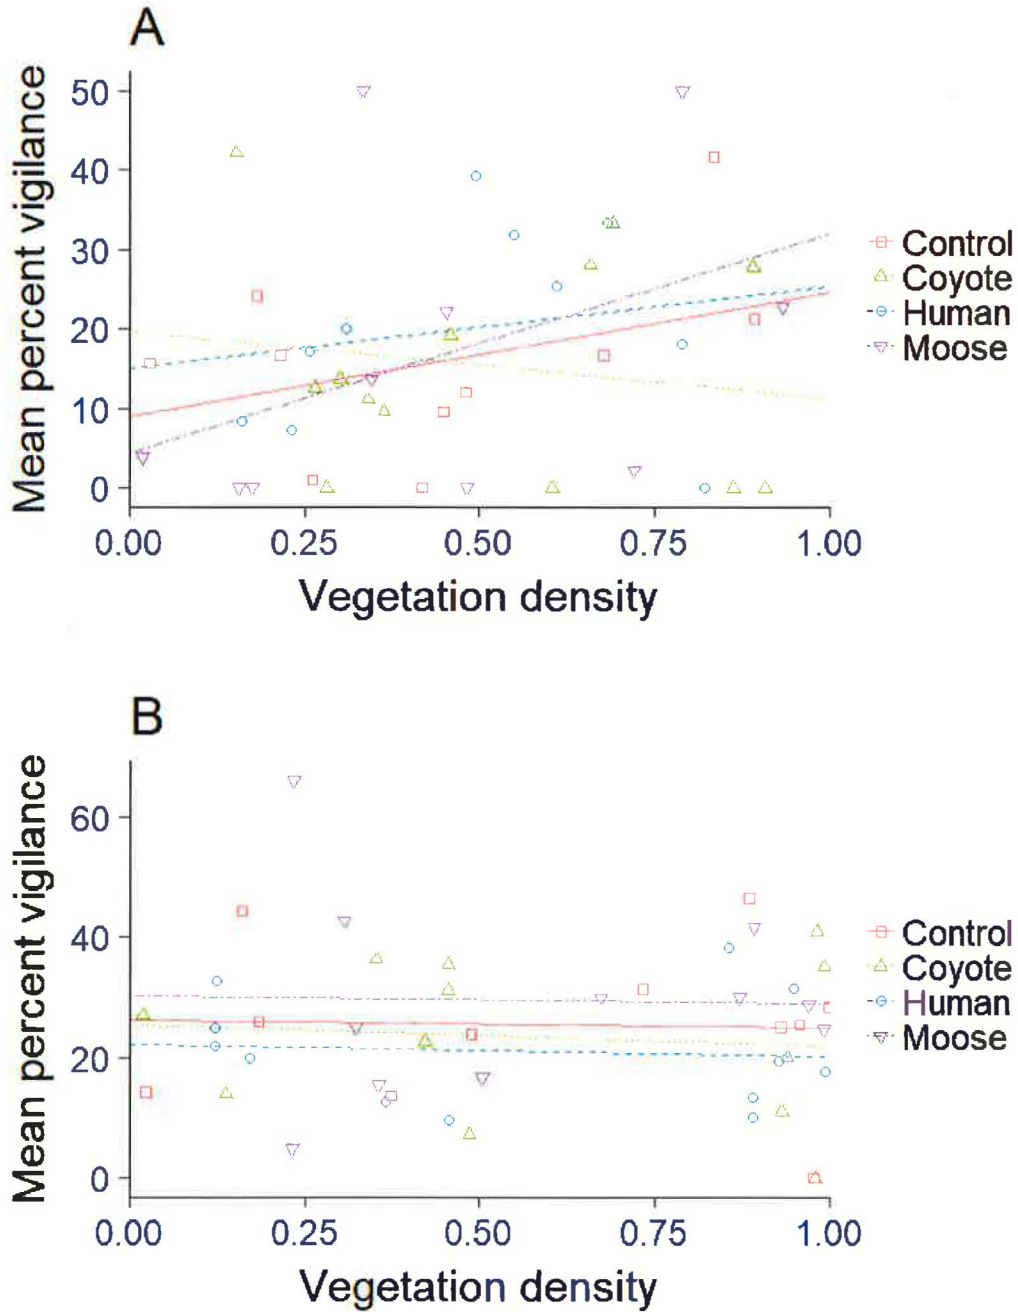 A
Mean percent vigilance
50
40
30
20
10
0
0.00 0.25 0.50 0.75 1.00
Vegetation density
Control
Coyote
Human
Moose
B
Mean percent vigilance
60
40
20
0
0.00 0.25 0.50 0.75 1.00
Vegetation density
Control
Coyote
Human
Moose